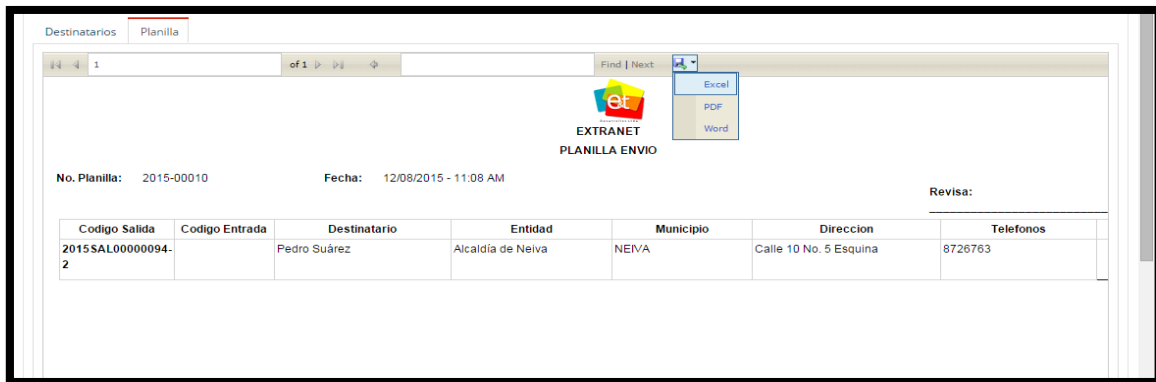 Destinatarios Planilla
1 of 1 Find | Next
Excel
PDF
Word
et
EXTRANET
PLANILLA ENVIO
No. Planilla: 2015-00010 Fecha: 12/08/2015 - 11:08 AM
Revisa:
Codigo Salida Codigo Entrada Destinatario Entidad Municipio Direccion Telefonos
2015SAL00000094- Pedro Suárez Alcaldía de Neiva NEIVA Calle 10 No. 5 Esquina 8726763
2